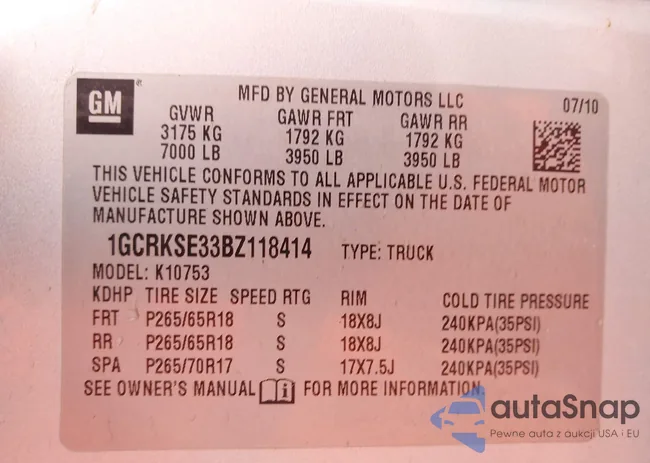 GM
®
MFD BY GENERAL MOTORS LLC
07/10
GVWR GAWR FRT GAWR RR
3175 KG 1792 KG 1792 KG
7000 LB 3950 LB 3950 LB
THIS VEHICLE CONFORMS TO ALL APPLICABLE U.S. FEDERAL MOTOR
VEHICLE SAFETY STANDARDS IN EFFECT ON THE DATE OF
MANUFACTURE SHOWN ABOVE.
1GCRKSE33BZ118414 TYPE: TRUCK
MODEL: K10753
KDHP TIRE SIZE SPEED RTG RIM COLD TIRE PRESSURE
FRT P265/65R18 S 18X8J 240KPA(35PSI)
RR P265/65R18 S 18X8J 240KPA(35PSI)
SPA P265/70R17 S 17X7.5J 240KPA(35PSI)
SEE OWNER'S MANUAL i FOR MORE INFORMATION
autaSnap
Pewne auta z aukcji USA i EU